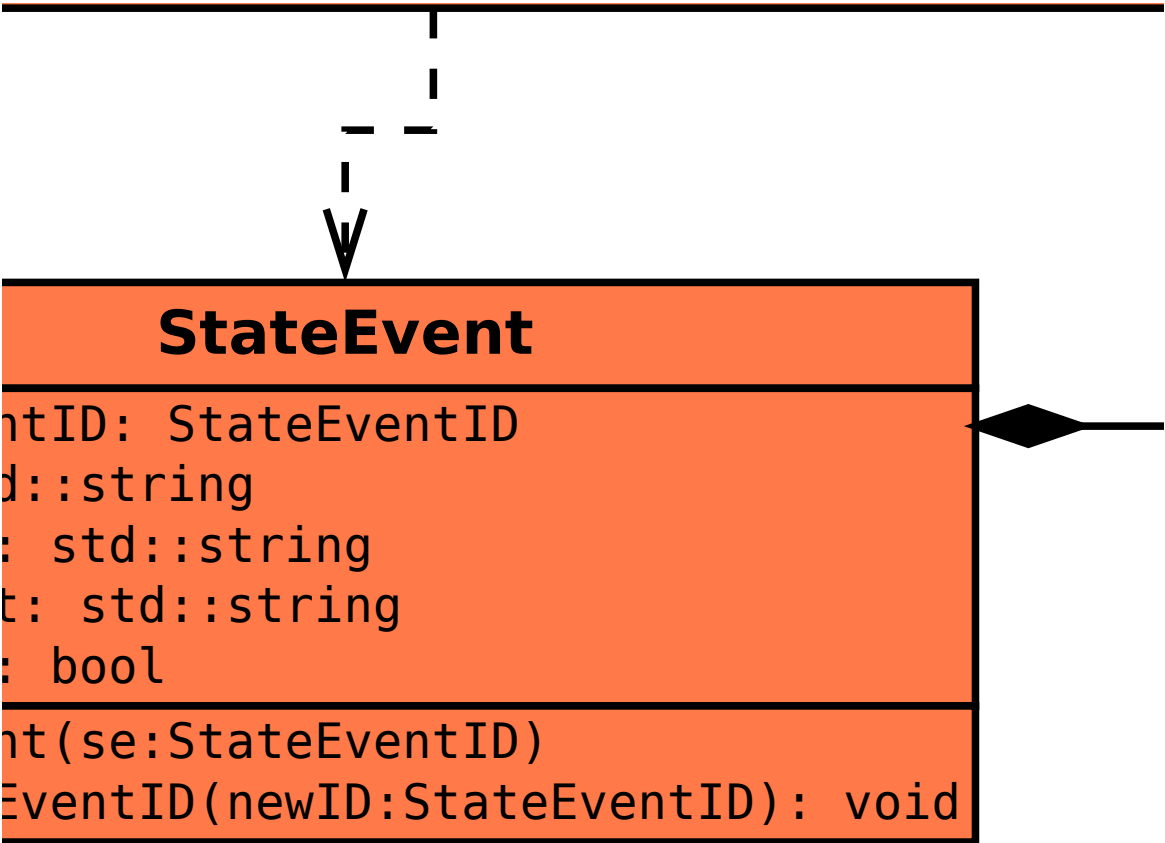 StateEvent
ntID: StateEventID
d::string
: std::string
t: std::string
: bool
nt(se:StateEventID)
EventID(newID:StateEventID): void